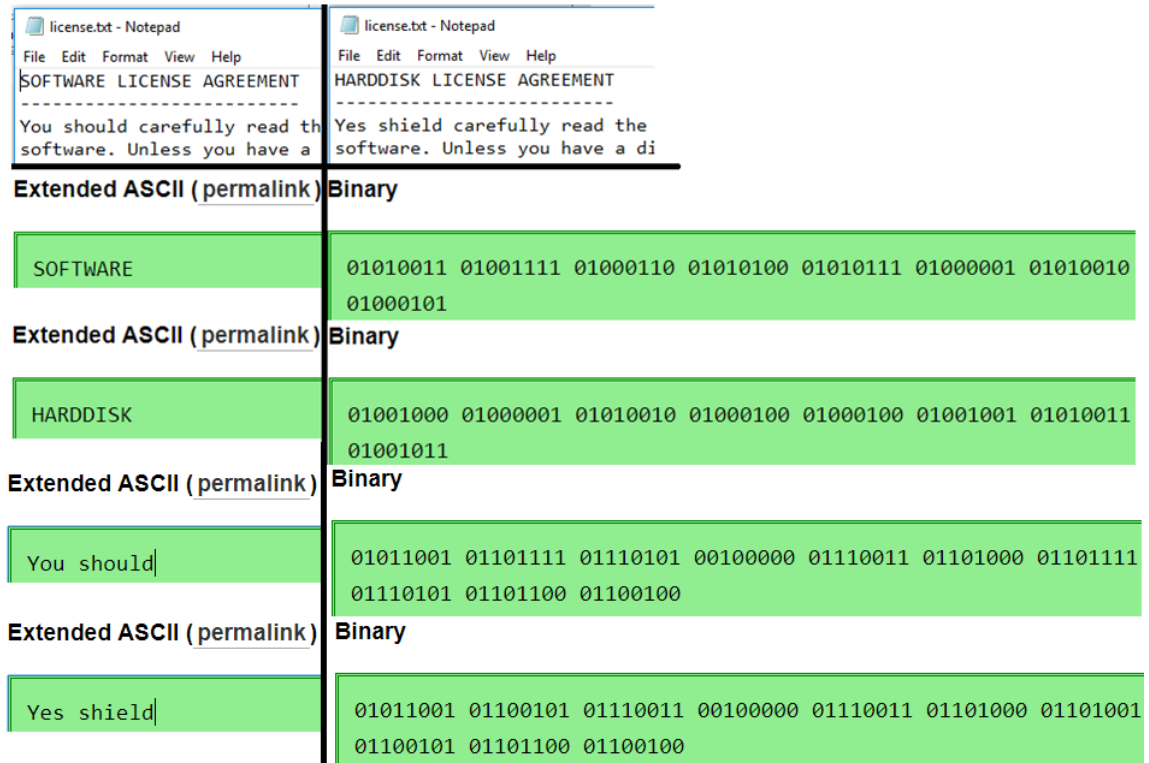 license.txt - Notepad
File Edit Format View Help
SOFTWARE LICENSE AGREEMENT
--------------------------
You should carefully read th
software. Unless you have a
license.txt - Notepad
File Edit Format View Help
HARDDISK LICENSE AGREEMENT
--------------------------
Yes shield carefully read the
software. Unless you have a di
Extended ASCII (permalink) Binary
SOFTWARE 01010011 01001111 01000110 01010100 01010111 01000001 01010010
01000101
Extended ASCII (permalink) Binary
HARDDISK 01001000 01000001 01010010 01000100 01000100 01001001 01010011
01001011
Extended ASCII (permalink) Binary
You should 01011001 01101111 01110101 00100000 01110011 01101000 01101111
01110101 01101100 01100100
Extended ASCII (permalink) Binary
Yes shield 01011001 01100101 01110011 00100000 01110011 01101000 01101001
01100101 01101100 01100100